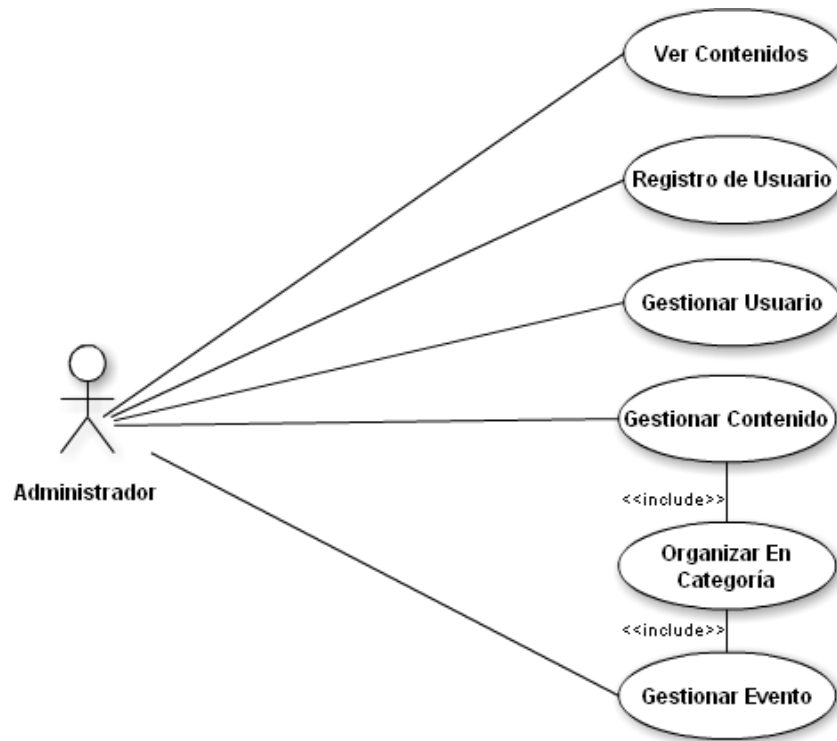 Ver Contenidos
Registro de Usuario
Gestionar Usuario
Gestionar Contenido
Administrador
<<include>>
Organizar En
Categoría
<<include>>
Gestionar Evento